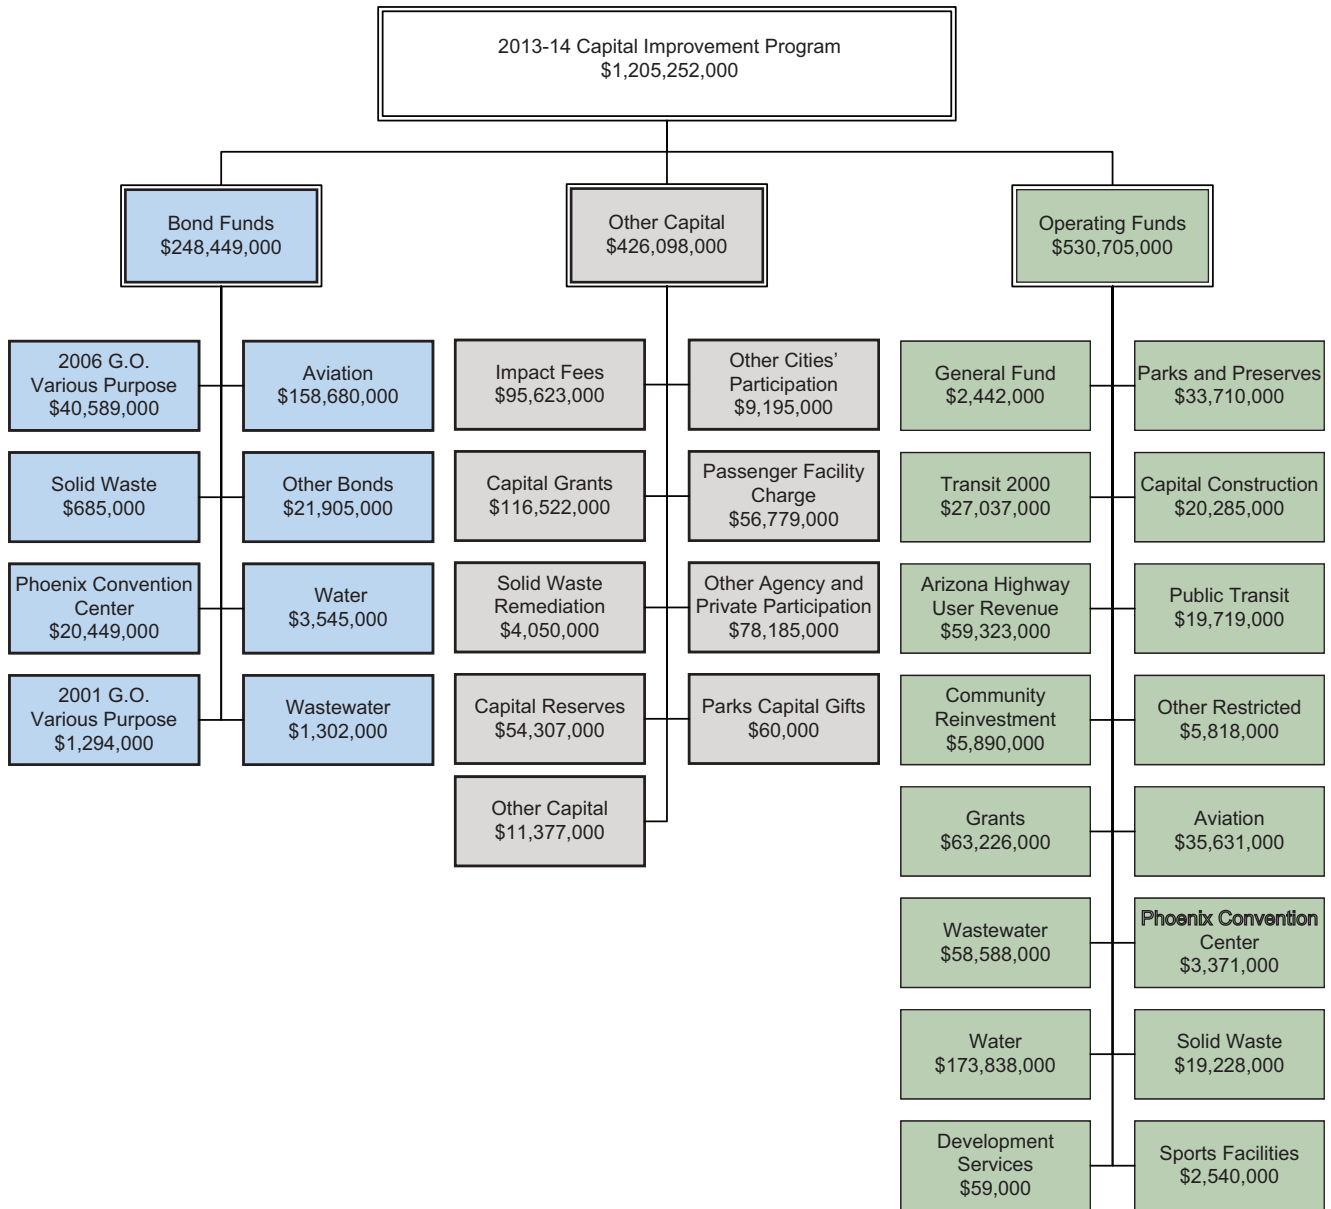 2013-14 Capital Improvement Program
$1,205,252,000
Bond Funds
$248,449,000
Other Capital
$426,098,000
Operating Funds
$530,705,000
2006 G.O.
Various Purpose
$40,589,000
Aviation
$158,680,000
Solid Waste
$685,000
Other Bonds
$21,905,000
Phoenix Convention
Center
$20,449,000
Water
$3,545,000
2001 G.O.
Various Purpose
$1,294,000
Wastewater
$1,302,000
Impact Fees
$95,623,000
Other Cities’
Participation
$9,195,000
Capital Grants
$116,522,000
Passenger Facility
Charge
$56,779,000
Solid Waste
Remediation
$4,050,000
Other Agency and
Private Participation
$78,185,000
Capital Reserves
$54,307,000
Parks Capital Gifts
$60,000
Other Capital
$11,377,000
General Fund
$2,442,000
Parks and Preserves
$33,710,000
Transit 2000
$27,037,000
Capital Construction
$20,285,000
Arizona Highway
User Revenue
$59,323,000
Public Transit
$19,719,000
Community
Reinvestment
$5,890,000
Other Restricted
$5,818,000
Grants
$63,226,000
Aviation
$35,631,000
Wastewater
$58,588,000
Phoenix Convention
Center
$3,371,000
Water
$173,838,000
Solid Waste
$19,228,000
Development
Services
$59,000
Sports Facilities
$2,540,000